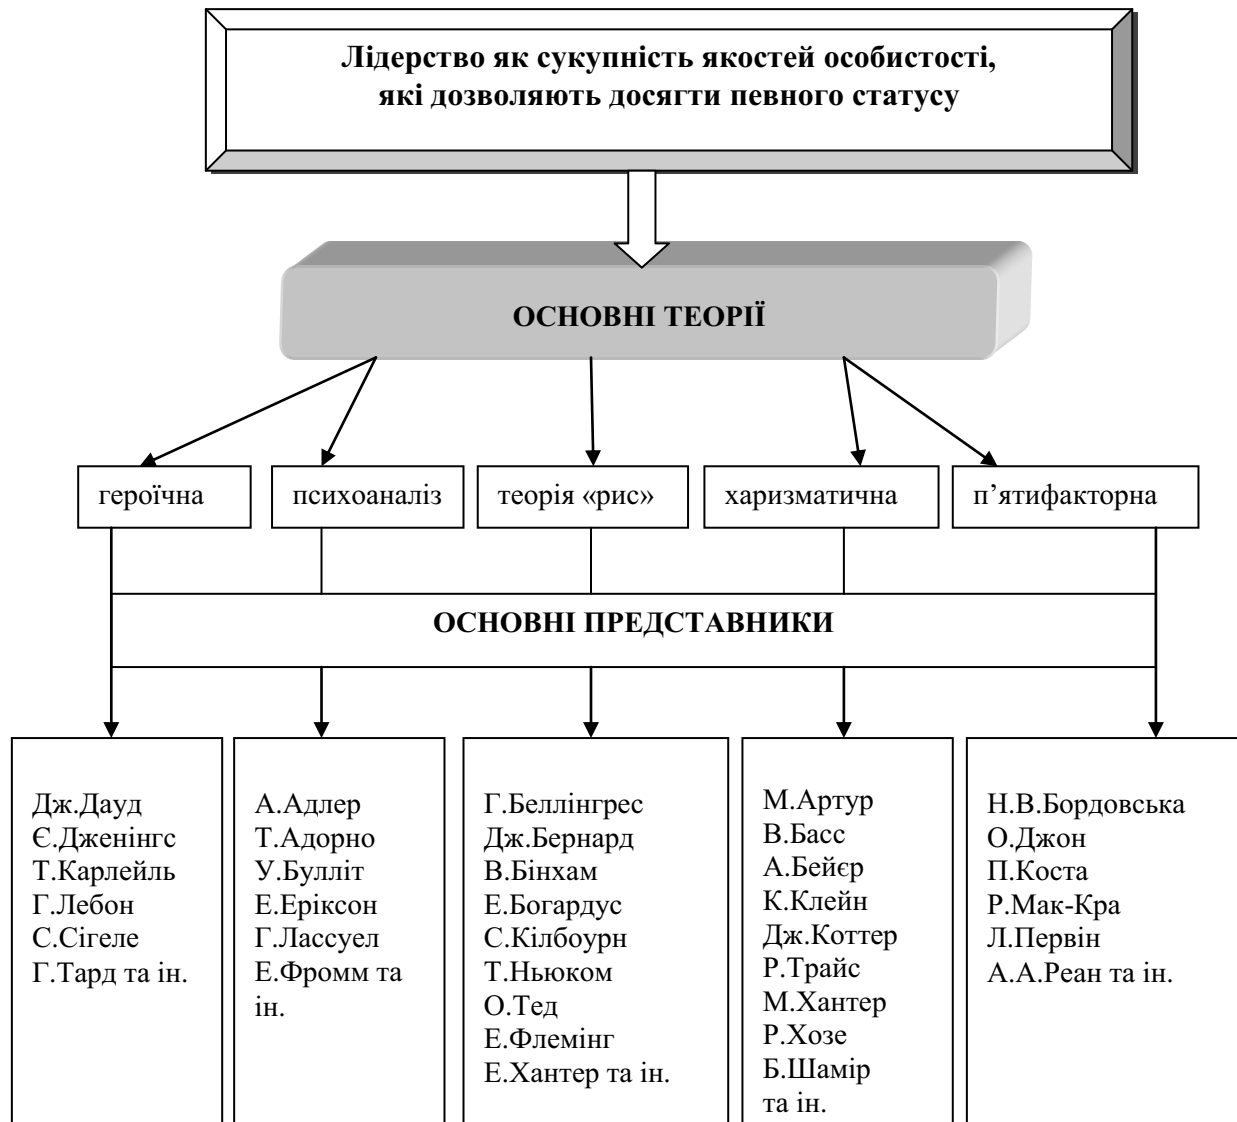 Лідерство як сукупність якостей особистості,
які дозволяють досягти певного статусу
ОСНОВНІ ТЕОРІЇ
героїчна
психоаналіз
теорія «рис»
харизматична
п’ятифакторна
ОСНОВНІ ПРЕДСТАВНИКИ
Дж.Дауд
Є.Дженінгс
Т.Карлейль
Г.Лебон
С.Сігеле
Г.Тард та ін.
А.Адлер
Т.Адорно
У.Булліт
Е.Еріксон
Г.Лассуел
Е.Фромм та
ін.
Г.Беллінгрес
Дж.Бернард
В.Бінхам
Е.Богардус
С.Кілбоурн
Т.Ньюком
О.Тед
Е.Флемінг
Е.Хантер та ін.
М.Артур
В.Басс
А.Бейєр
К.Клейн
Дж.Коттер
Р.Трайс
М.Хантер
Р.Хозе
Б.Шамір
та ін.
Н.В.Бордовська
О.Джон
П.Коста
Р.Мак-Кра
Л.Первін
А.А.Реан та ін.